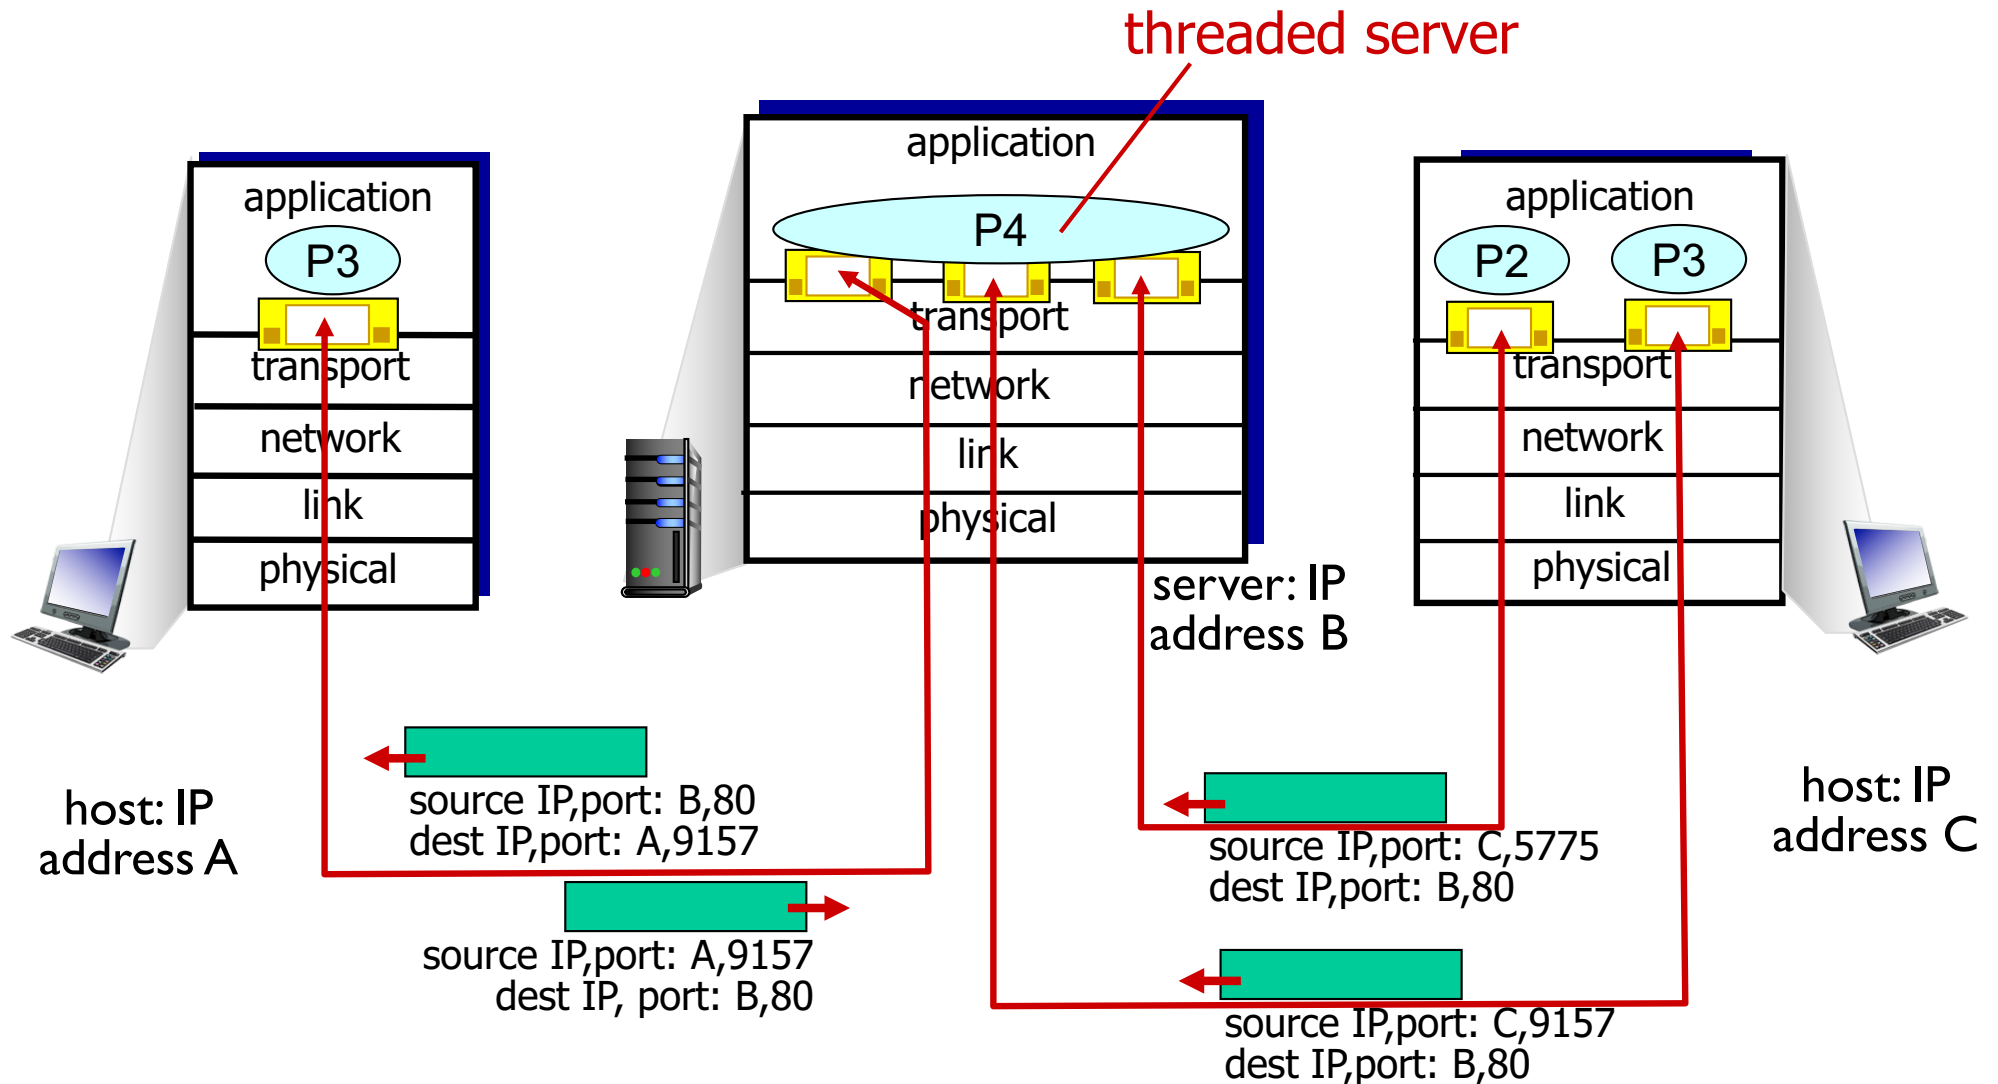 threaded server
application
P3
transport
network
link
physical
host: IP
address A
application
P4
transport
network
link
physical
server: IP
address B
application
P2
P3
transport
network
link
physical
host: IP
address C
source IP,port: B,80
dest IP,port: A,9157
source IP,port: A,9157
dest IP, port: B,80
source IP,port: C,5775
dest IP,port: B,80
source IP,port: C,9157
dest IP,port: B,80